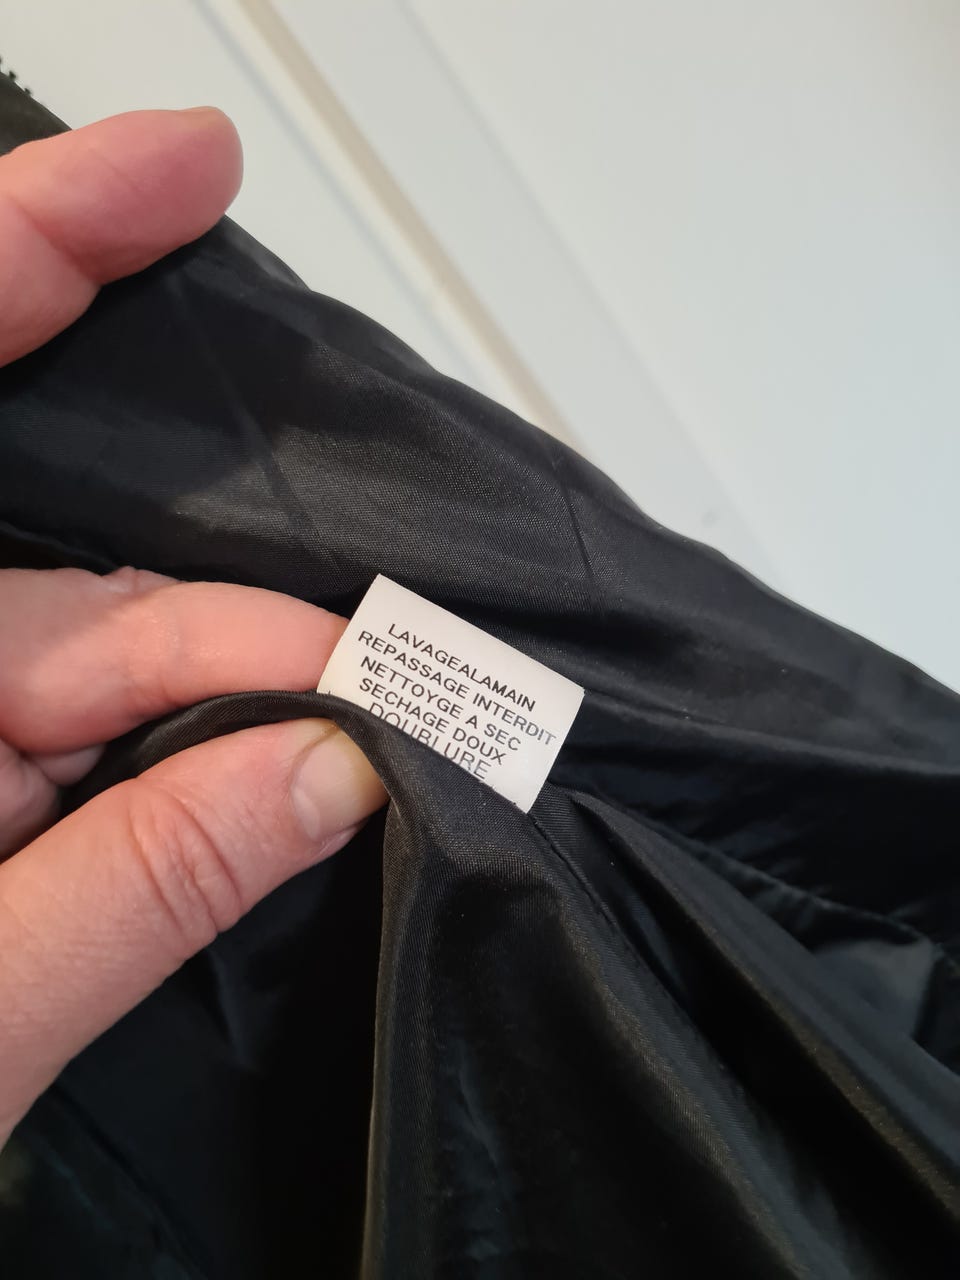 LAVAGEALAMAIN
REPASSAGE INTERDIT
NETTOYGE A SEC
SECHAGE DOUX
DOUBLURE